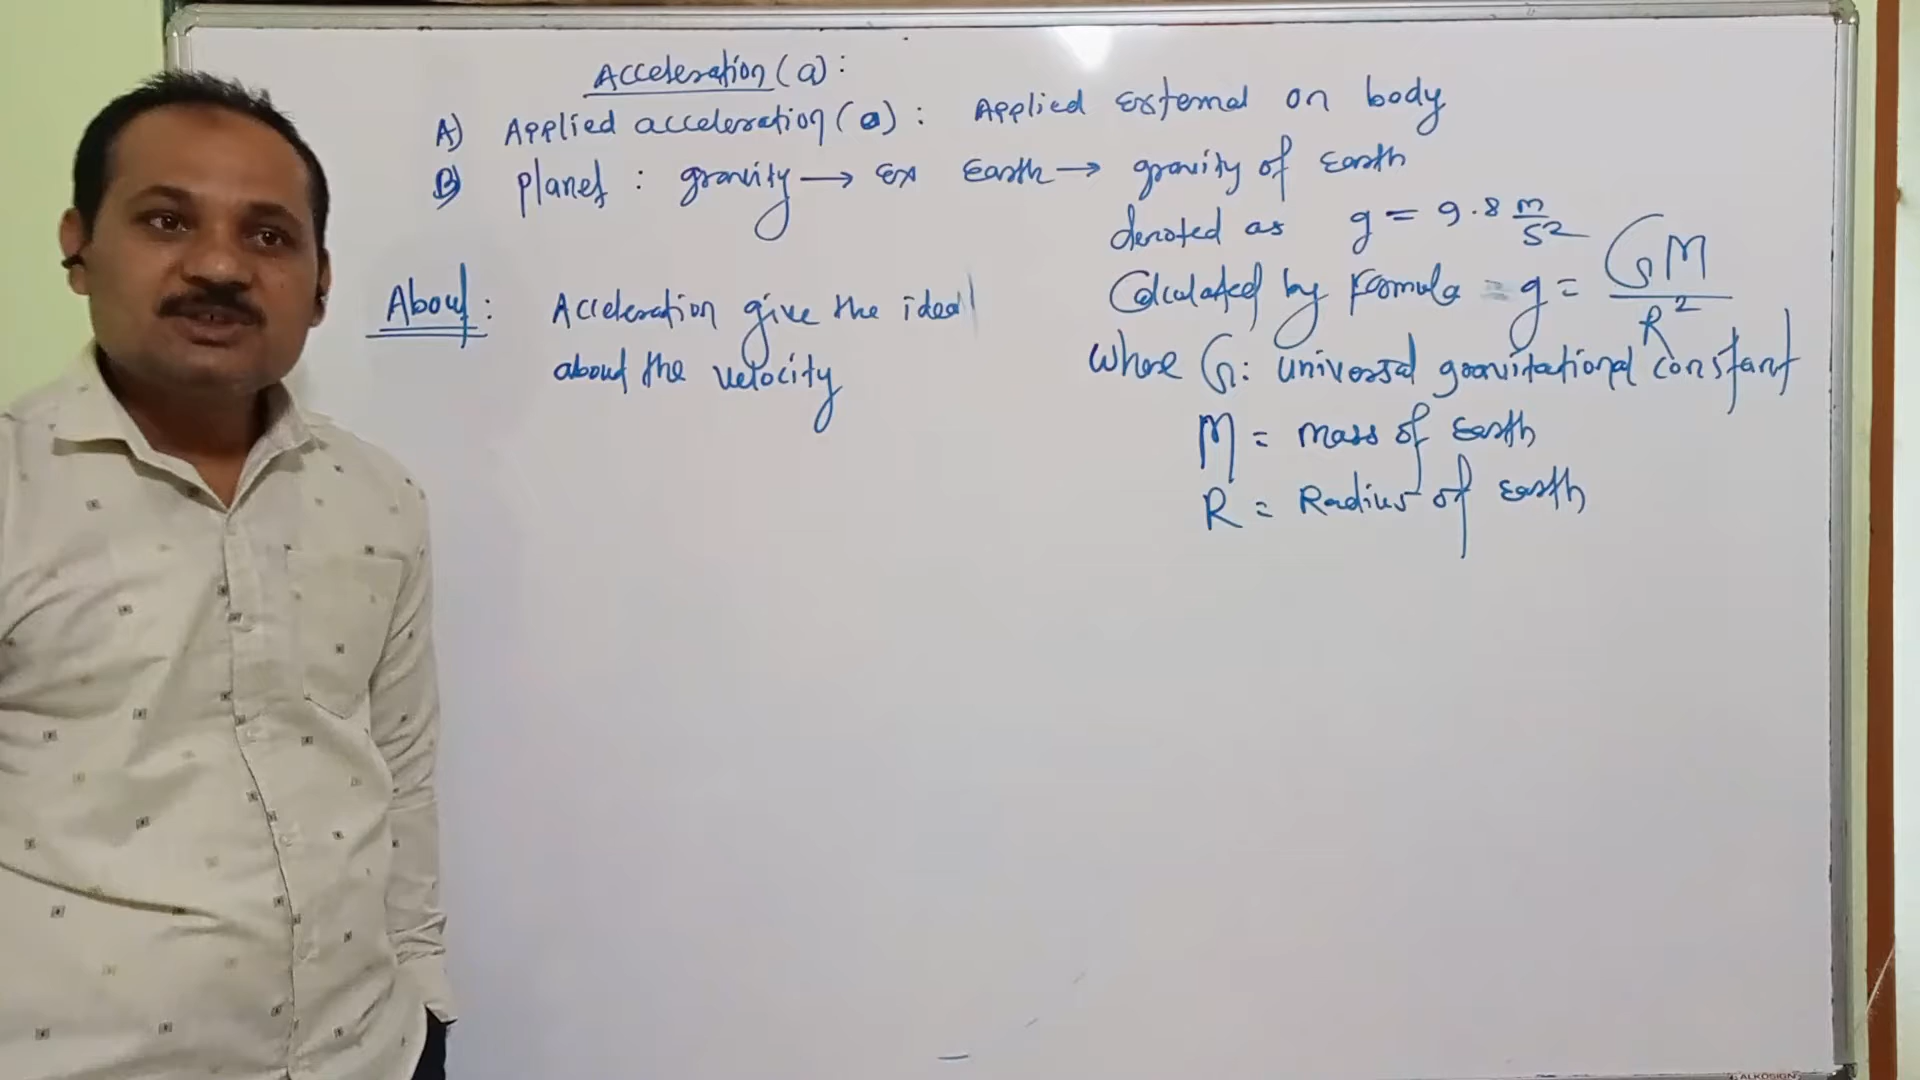 Acceleration (a) :
A) Applied acceleration (a) : Applied external on body
B) planet : gravity → Ex Earth → gravity of Earth
denoted as g = 9.8 m/s²
Calculated by formula = g = GM/R²
About : Acceleration give the idea
about the velocity
where G : universal gravitational constant
M = mass of Earth
R = Radius of earth
ALKOSIGN